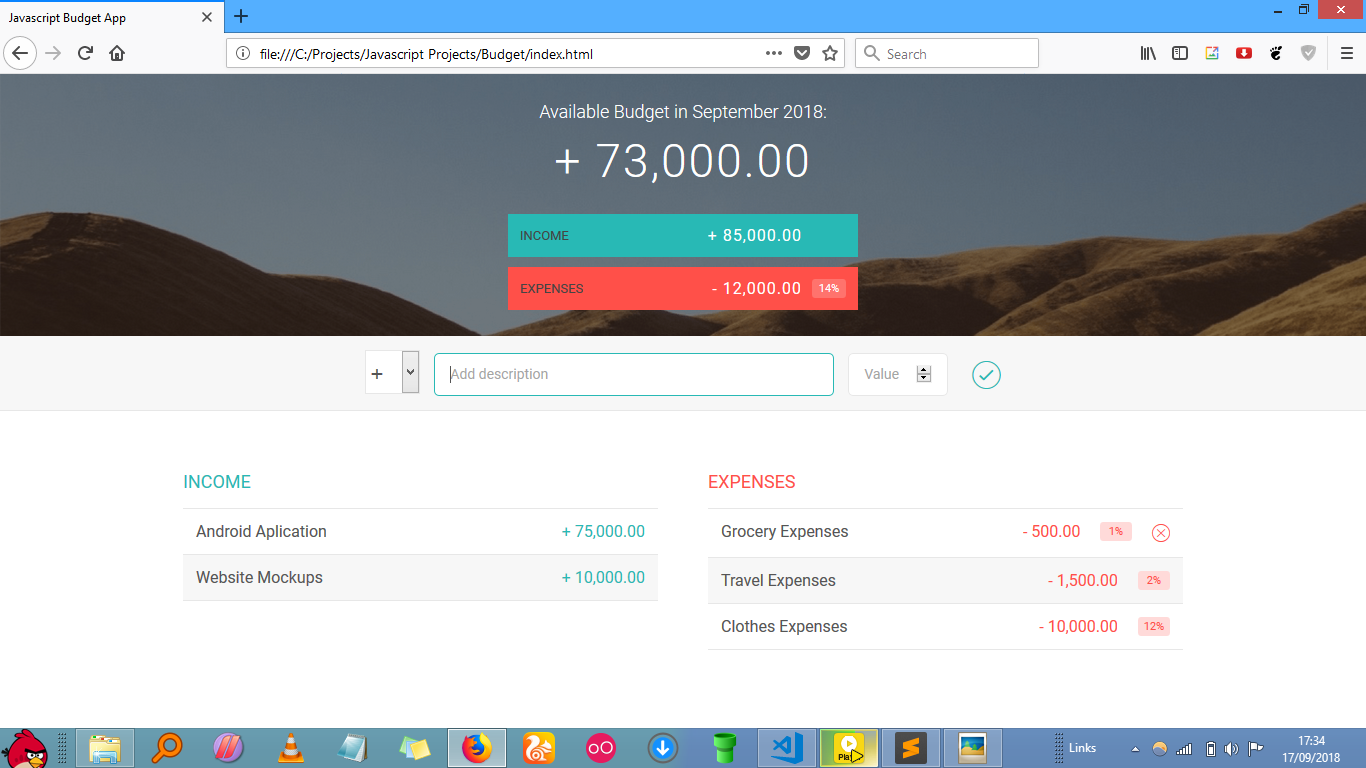 Javascript Budget App
file:///C:/Projects/Javascript Projects/Budget/index.html
Search
Available Budget in September 2018:
+ 73,000.00
INCOME + 85,000.00
EXPENSES - 12,000.00 14%
+ Add description Value
INCOME
Android Aplication + 75,000.00
Website Mockups + 10,000.00
EXPENSES
Grocery Expenses - 500.00 1%
Travel Expenses - 1,500.00 2%
Clothes Expenses - 10,000.00 12%
Play
Links
17:34
17/09/2018